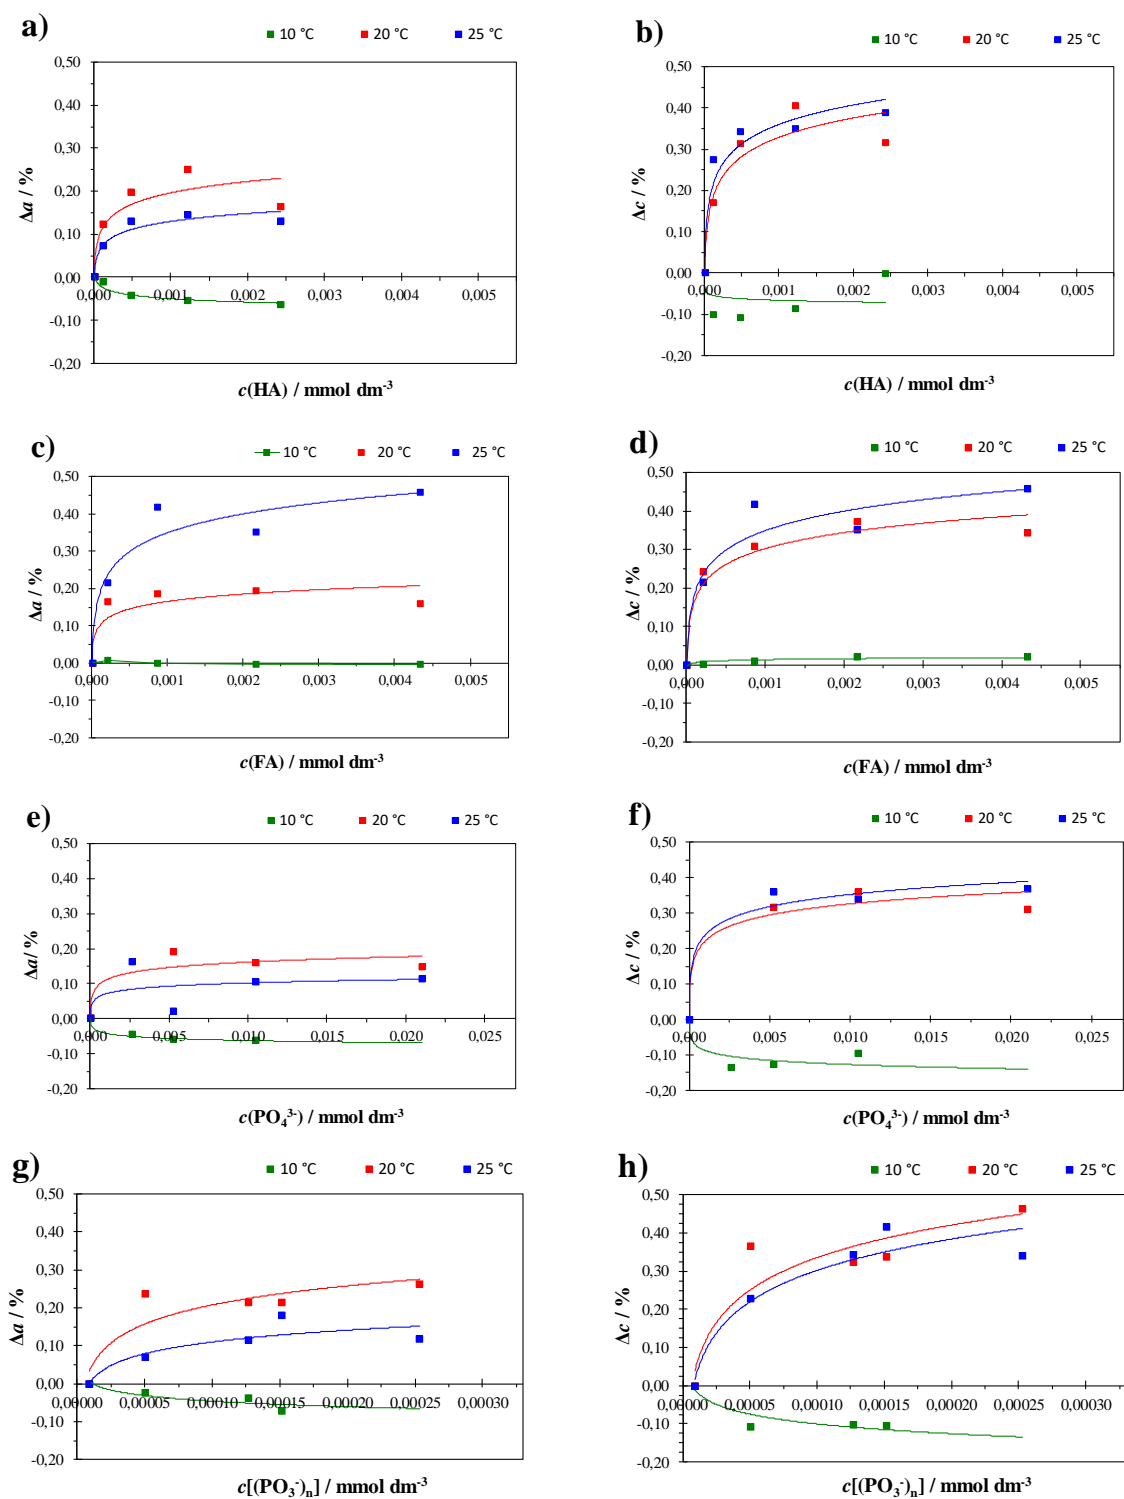 a)
10 °C 20 °C 25 °C
0,50
0,40
0,30
0,20
0,10
0,00
-0,10
-0,20
Δa / %
0,000 0,001 0,002 0,003 0,004 0,005
c(HA) / mmol dm-3
b)
10 °C 20 °C 25 °C
0,50
0,40
0,30
0,20
0,10
0,00
-0,10
-0,20
Δc / %
0,000 0,001 0,002 0,003 0,004 0,005
c(HA) / mmol dm-3
c)
10 °C 20 °C 25 °C
0,50
0,40
0,30
0,20
0,10
0,00
-0,10
-0,20
Δa / %
0,000 0,001 0,002 0,003 0,004 0,005
c(FA) / mmol dm-3
d)
10 °C 20 °C 25 °C
0,50
0,40
0,30
0,20
0,10
0,00
-0,10
-0,20
Δc / %
0,000 0,001 0,002 0,003 0,004 0,005
c(FA) / mmol dm-3
e)
10 °C 20 °C 25 °C
0,50
0,40
0,30
0,20
0,10
0,00
-0,10
-0,20
Δa/ %
0,000 0,005 0,010 0,015 0,020 0,025
c(PO43-) / mmol dm-3
f)
10 °C 20 °C 25 °C
0,50
0,40
0,30
0,20
0,10
0,00
-0,10
-0,20
Δc / %
0,000 0,005 0,010 0,015 0,020 0,025
c(PO43-) / mmol dm-3
g)
10 °C 20 °C 25 °C
0,50
0,40
0,30
0,20
0,10
0,00
-0,10
-0,20
Δa / %
0,00000 0,00005 0,00010 0,00015 0,00020 0,00025 0,00030
c[(PO3-)n] / mmol dm-3
h)
10 °C 20 °C 25 °C
0,50
0,40
0,30
0,20
0,10
0,00
-0,10
-0,20
Δc / %
0,00000 0,00005 0,00010 0,00015 0,00020 0,00025 0,00030
c[(PO3-)n] / mmol dm-3